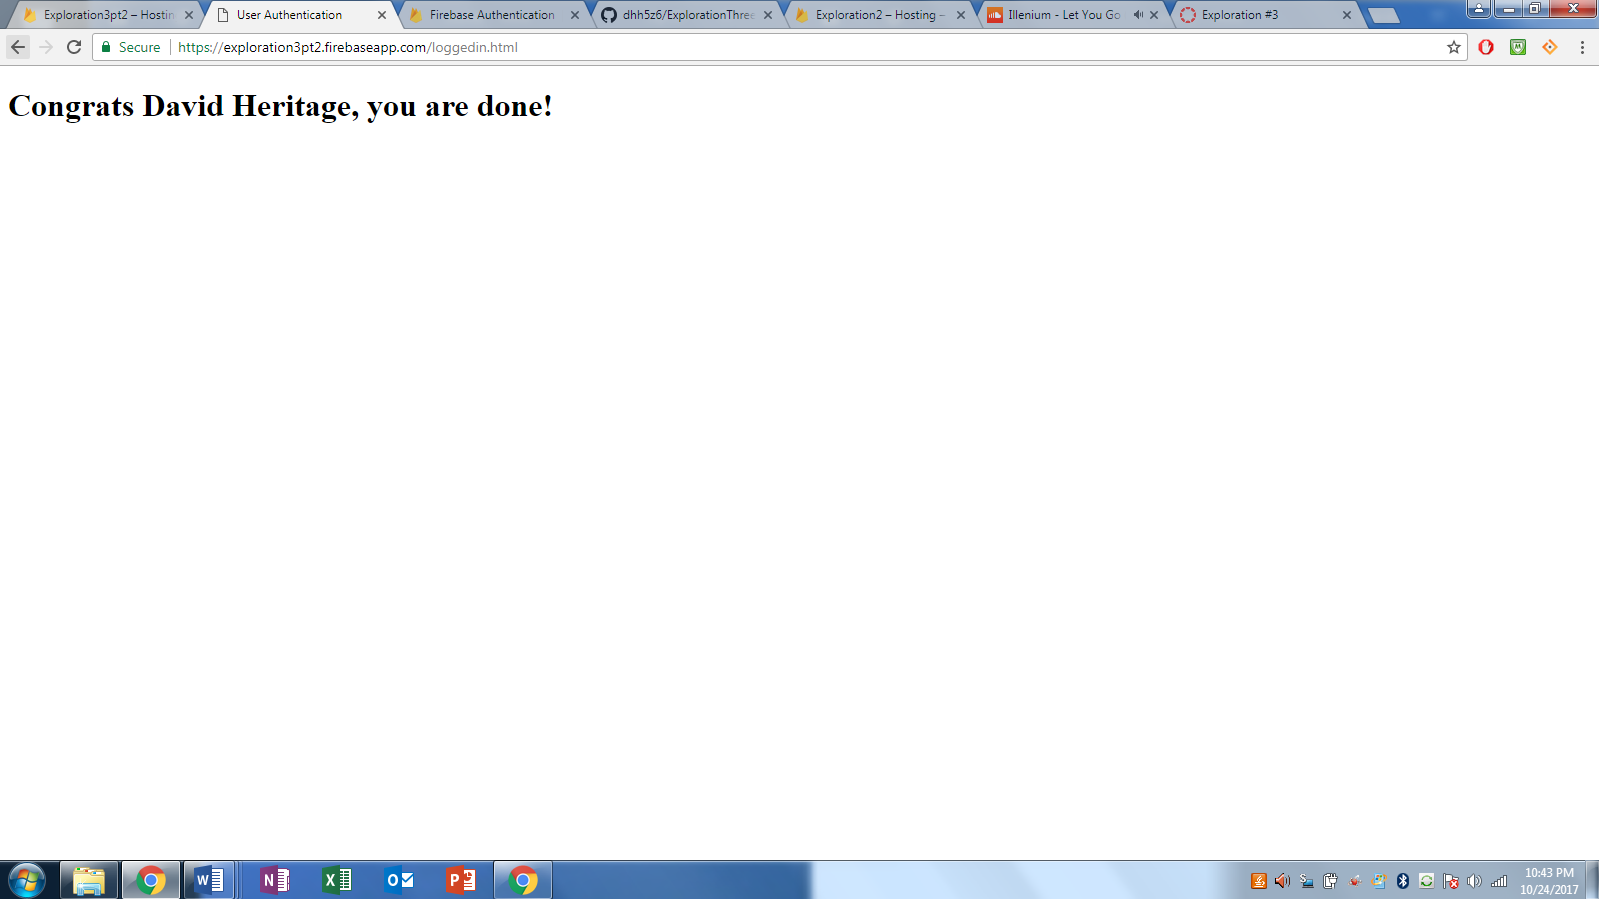 Exploration3pt2 – Hostin
User Authentication
Firebase Authentication
dhh5z6/ExplorationThree
Exploration2 – Hosting –
Illenium - Let You Go
Exploration #3
Secure
https://exploration3pt2.firebaseapp.com/loggedin.html
Congrats David Heritage, you are done!
W
N
X
O
P
10:43 PM
10/24/2017